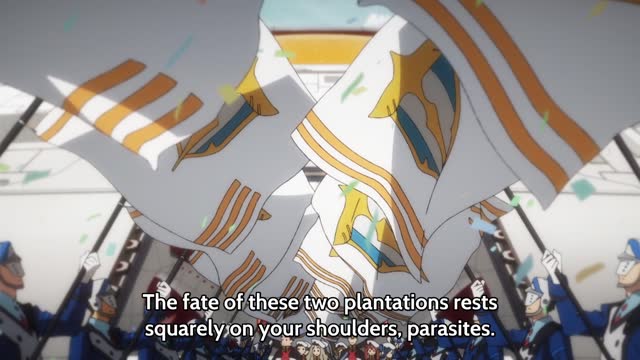 The fate of these two plantations rests
squarely on your shoulders, parasites.